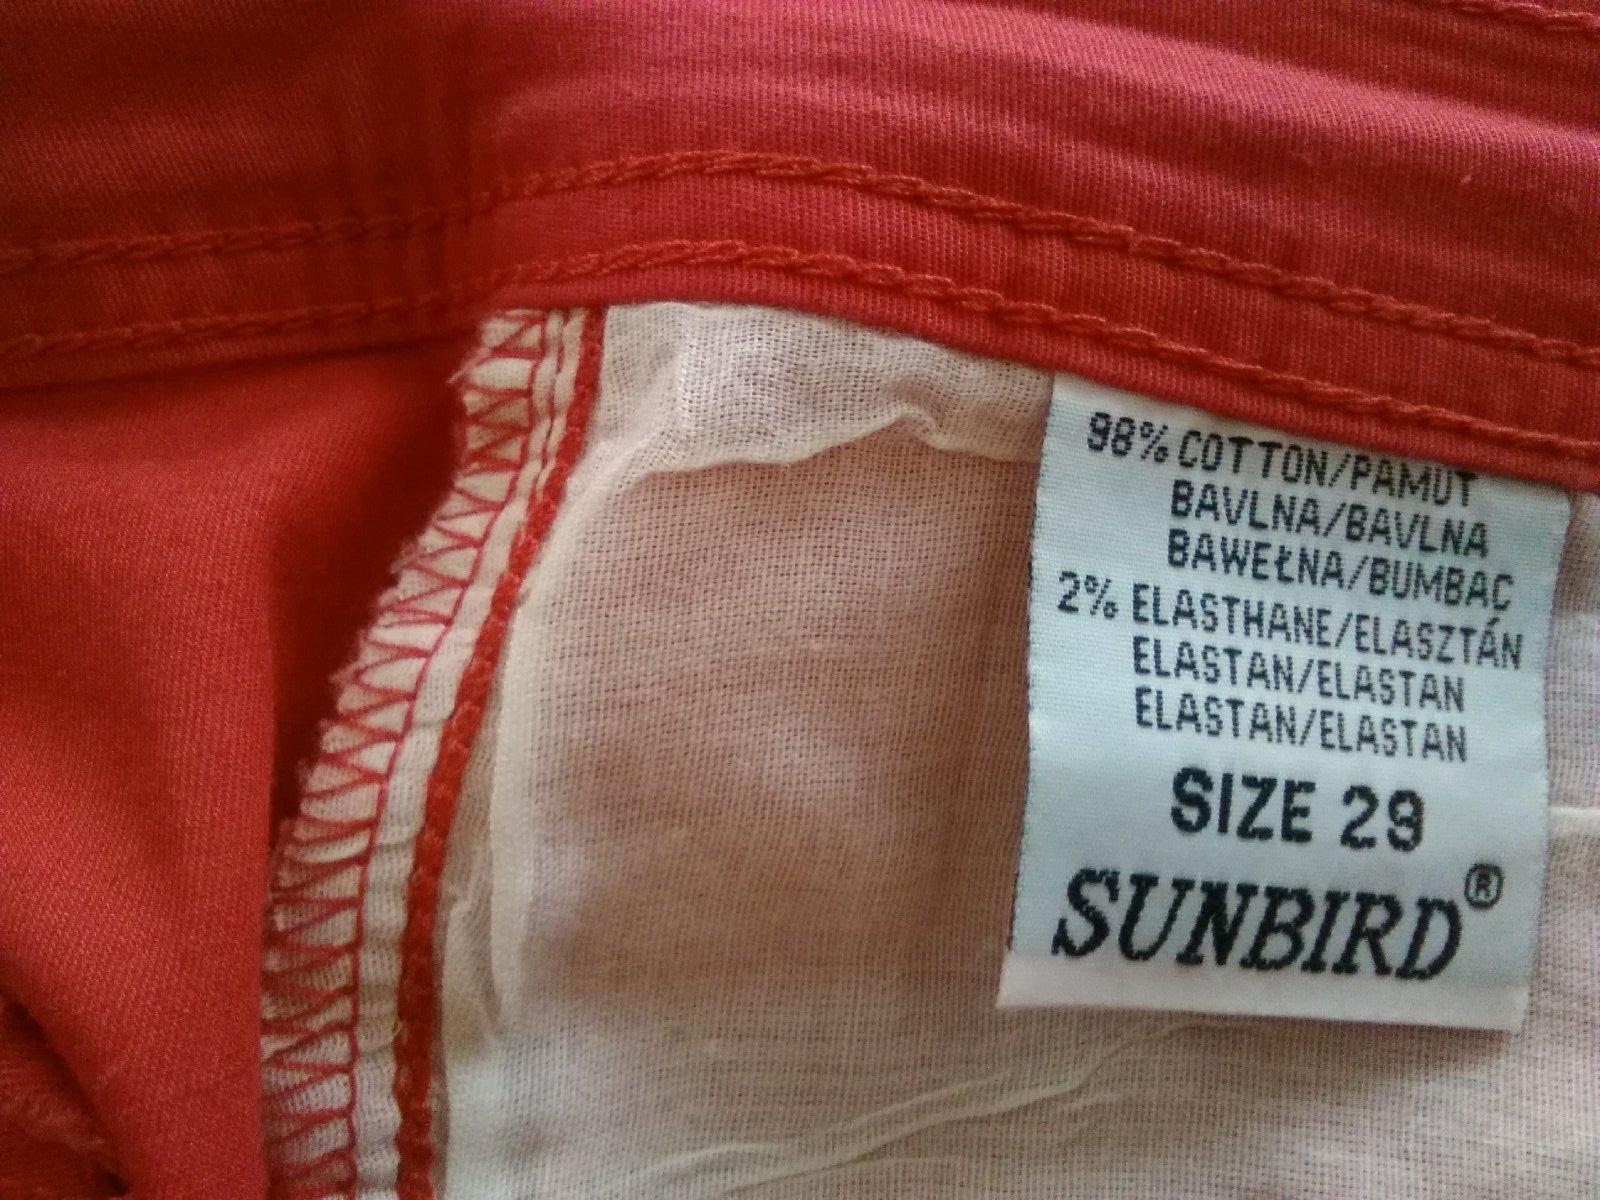 98% COTTON/PAMUT
BAVLNA/BAVLNA
BAWEŁNA/BUMBAC
2% ELASTHANE/ELASZTÁN
ELASTAN/ELASTAN
ELASTAN/ELASTAN
SIZE 29
SUNBIRD®